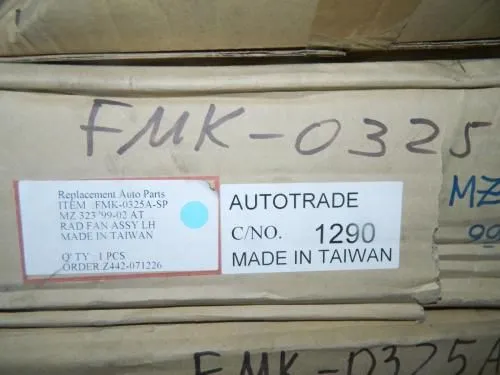 FMK-0325
Replacement Auto Parts
ITEM :FMK-0325A-SP
MZ 323 '99-02 AT
RAD FAN ASSY LH
MADE IN TAIWAN
Q'TY : 1 PCS
ORDER Z442-071226
AUTOTRADE
C/NO. 1290
MADE IN TAIWAN
MZ
99
FMK-0325A